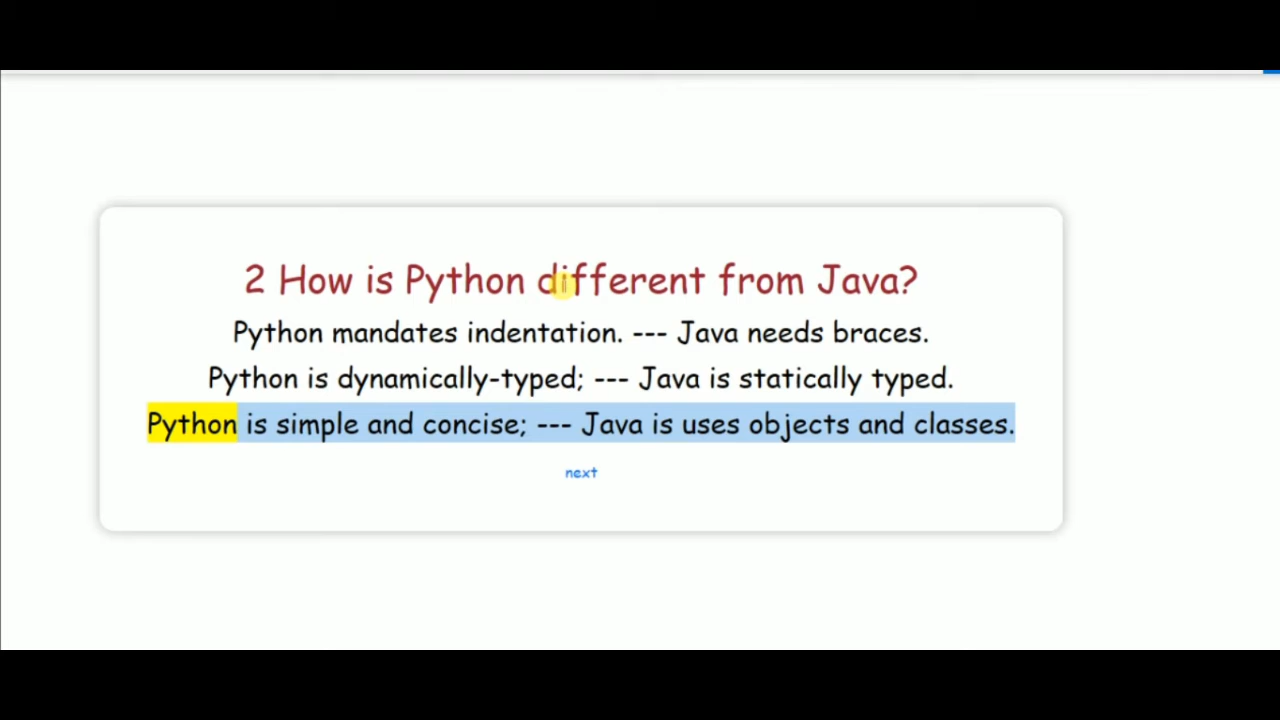 2 How is Python different from Java?
Python mandates indentation. --- Java needs braces.
Python is dynamically-typed; --- Java is statically typed.
Python is simple and concise; --- Java is uses objects and classes.
next